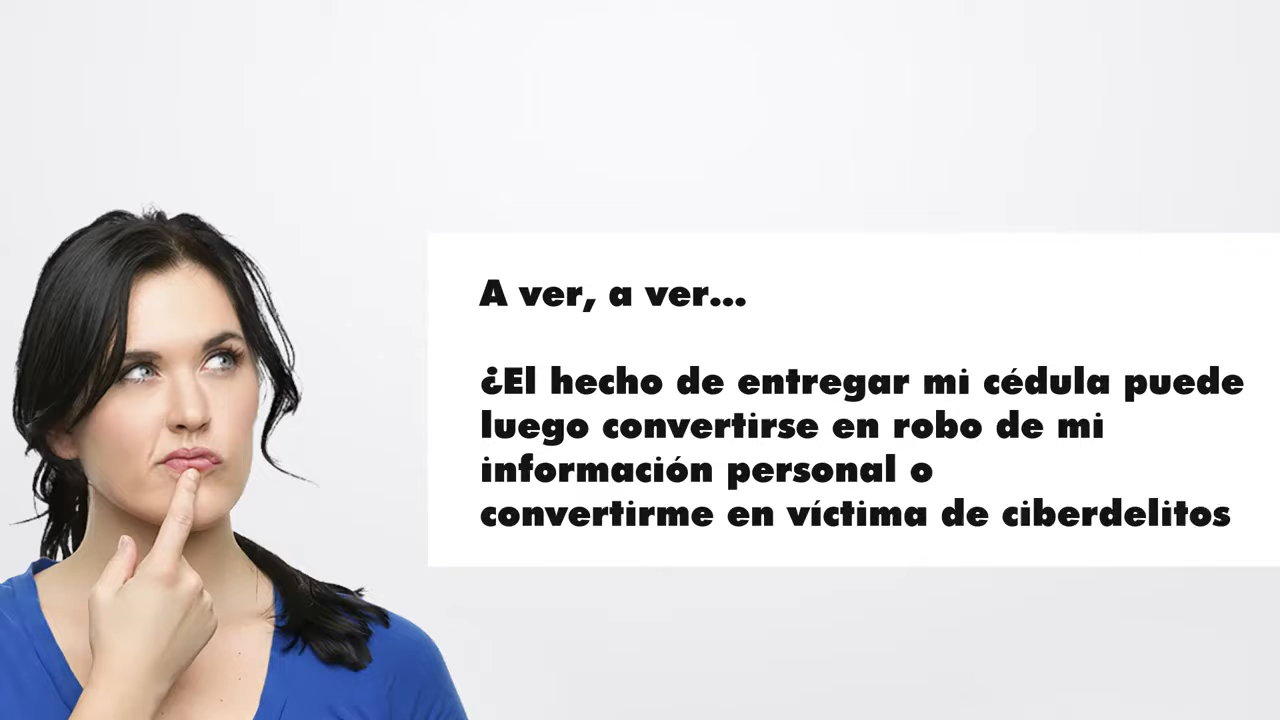 A ver, a ver...
¿El hecho de entregar mi cédula puede
luego convertirse en robo de mi
información personal o
convertirme en víctima de ciberdelitos